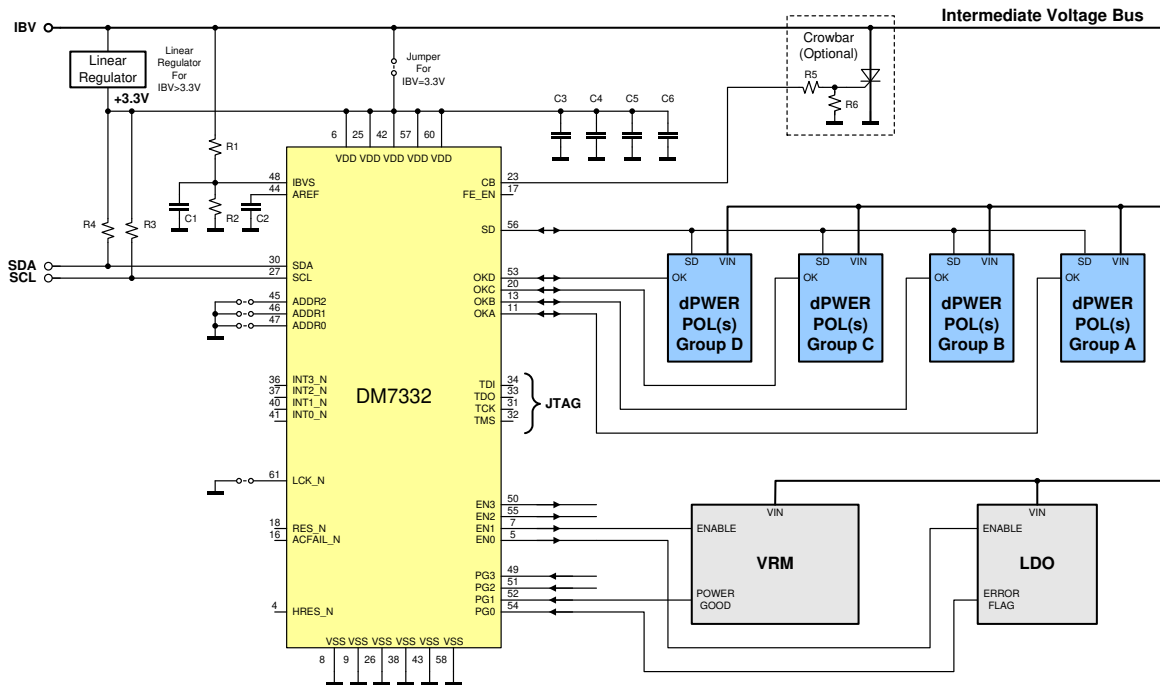 IBV
Intermediate Voltage Bus
Linear
Regulator
Linear
Regulator
For
IBV>3.3V
+3.3V
Jumper
For
IBV=3.3V
Crowbar
(Optional)
R5
R6
C3 C4 C5 C6
6 25 42 57 60
VDD VDD VDD VDD VDD
R1
R2
C1
C2
R4
R3
48 IBVS
44 AREF
CB 23
FE_EN 17
SD 56
SDA
SCL
30 SDA
27 SCL
45 ADDR2
46 ADDR1
47 ADDR0
OKD 53
OKC 20
OKB 13
OKA 11
SD VIN
OK
dPWER
POL(s)
Group D
SD VIN
OK
dPWER
POL(s)
Group C
SD VIN
OK
dPWER
POL(s)
Group B
SD VIN
OK
dPWER
POL(s)
Group A
36 INT3_N
37 INT2_N
40 INT1_N
41 INT0_N
DM7332
TDI 34
TDO 33
TCK 31
TMS 32
JTAG
61 LCK_N
18 RES_N
16 ACFAIL_N
4 HRES_N
EN3 50
EN2 55
EN1 7
EN0 5
PG3 49
PG2 51
PG1 52
PG0 54
VIN
ENABLE
VRM
POWER
GOOD
VIN
ENABLE
LDO
ERROR
FLAG
VSS VSS VSS VSS VSS VSS
8 9 26 38 43 58